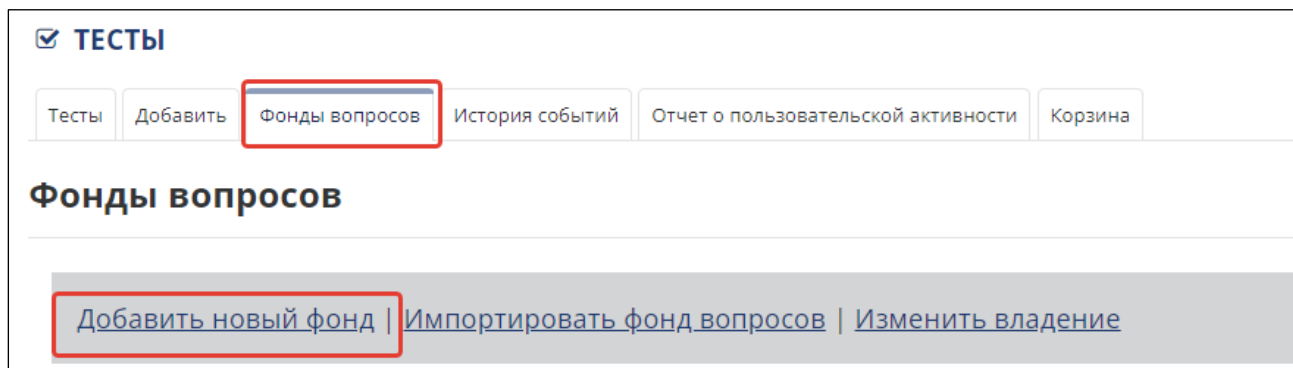 ТЕСТЫ
Тесты Добавить Фонды вопросов История событий Отчет о пользовательской активности Корзина
Фонды вопросов
Добавить новый фонд | Импортировать фонд вопросов | Изменить владение